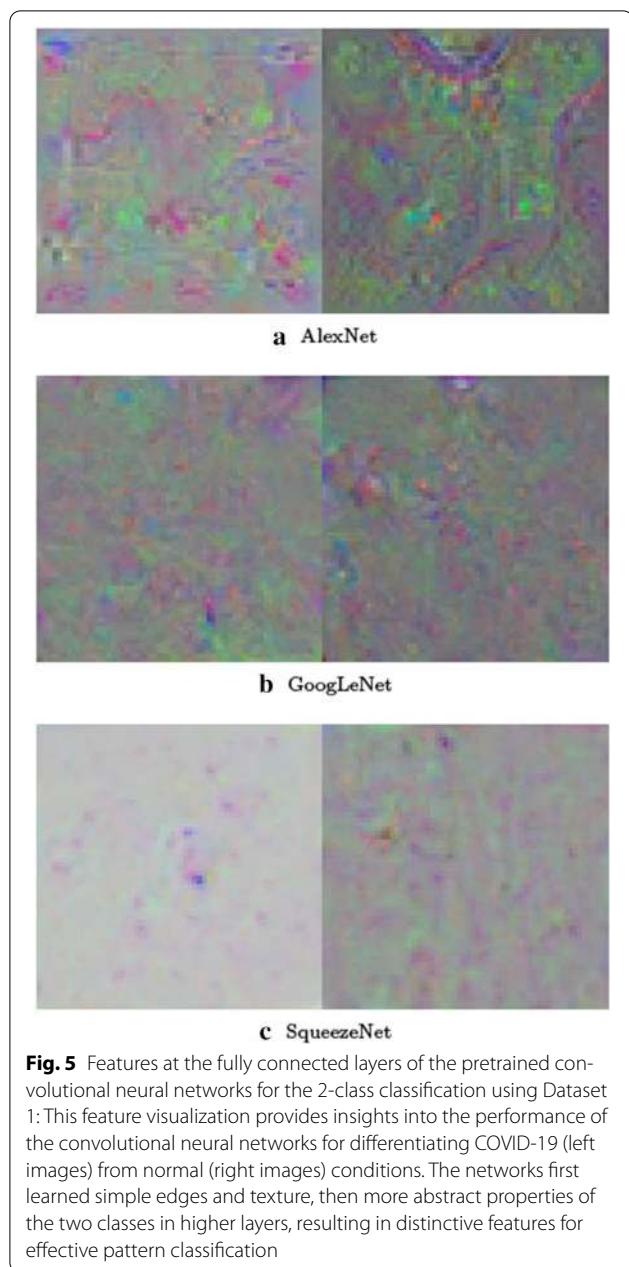 a AlexNet
b GoogLeNet
c SqueezeNet
Fig. 5 Features at the fully connected layers of the pretrained con-
volutional neural networks for the 2-class classification using Dataset
1: This feature visualization provides insights into the performance of
the convolutional neural networks for differentiating COVID-19 (left
images) from normal (right images) conditions. The networks first
learned simple edges and texture, then more abstract properties of
the two classes in higher layers, resulting in distinctive features for
effective pattern classification